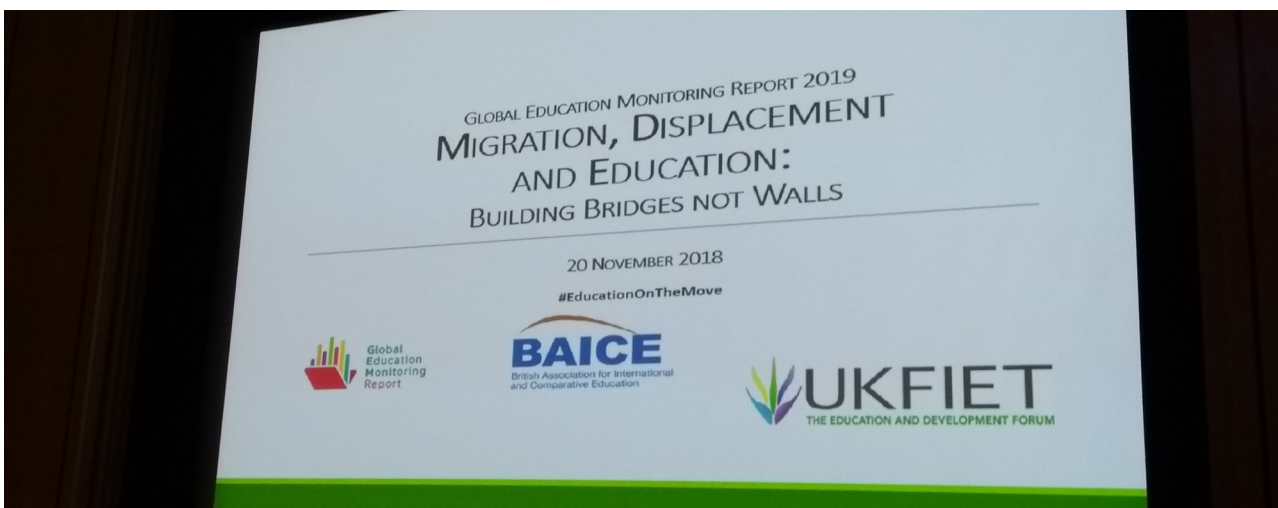 Global Education Monitoring Report 2019
Migration, Displacement
and Education:
Building Bridges not Walls
20 November 2018
#EducationOnTheMove
Global
Education
Monitoring
Report
BAICE
British Association for International
and Comparative Education
UKFIET
THE EDUCATION AND DEVELOPMENT FORUM